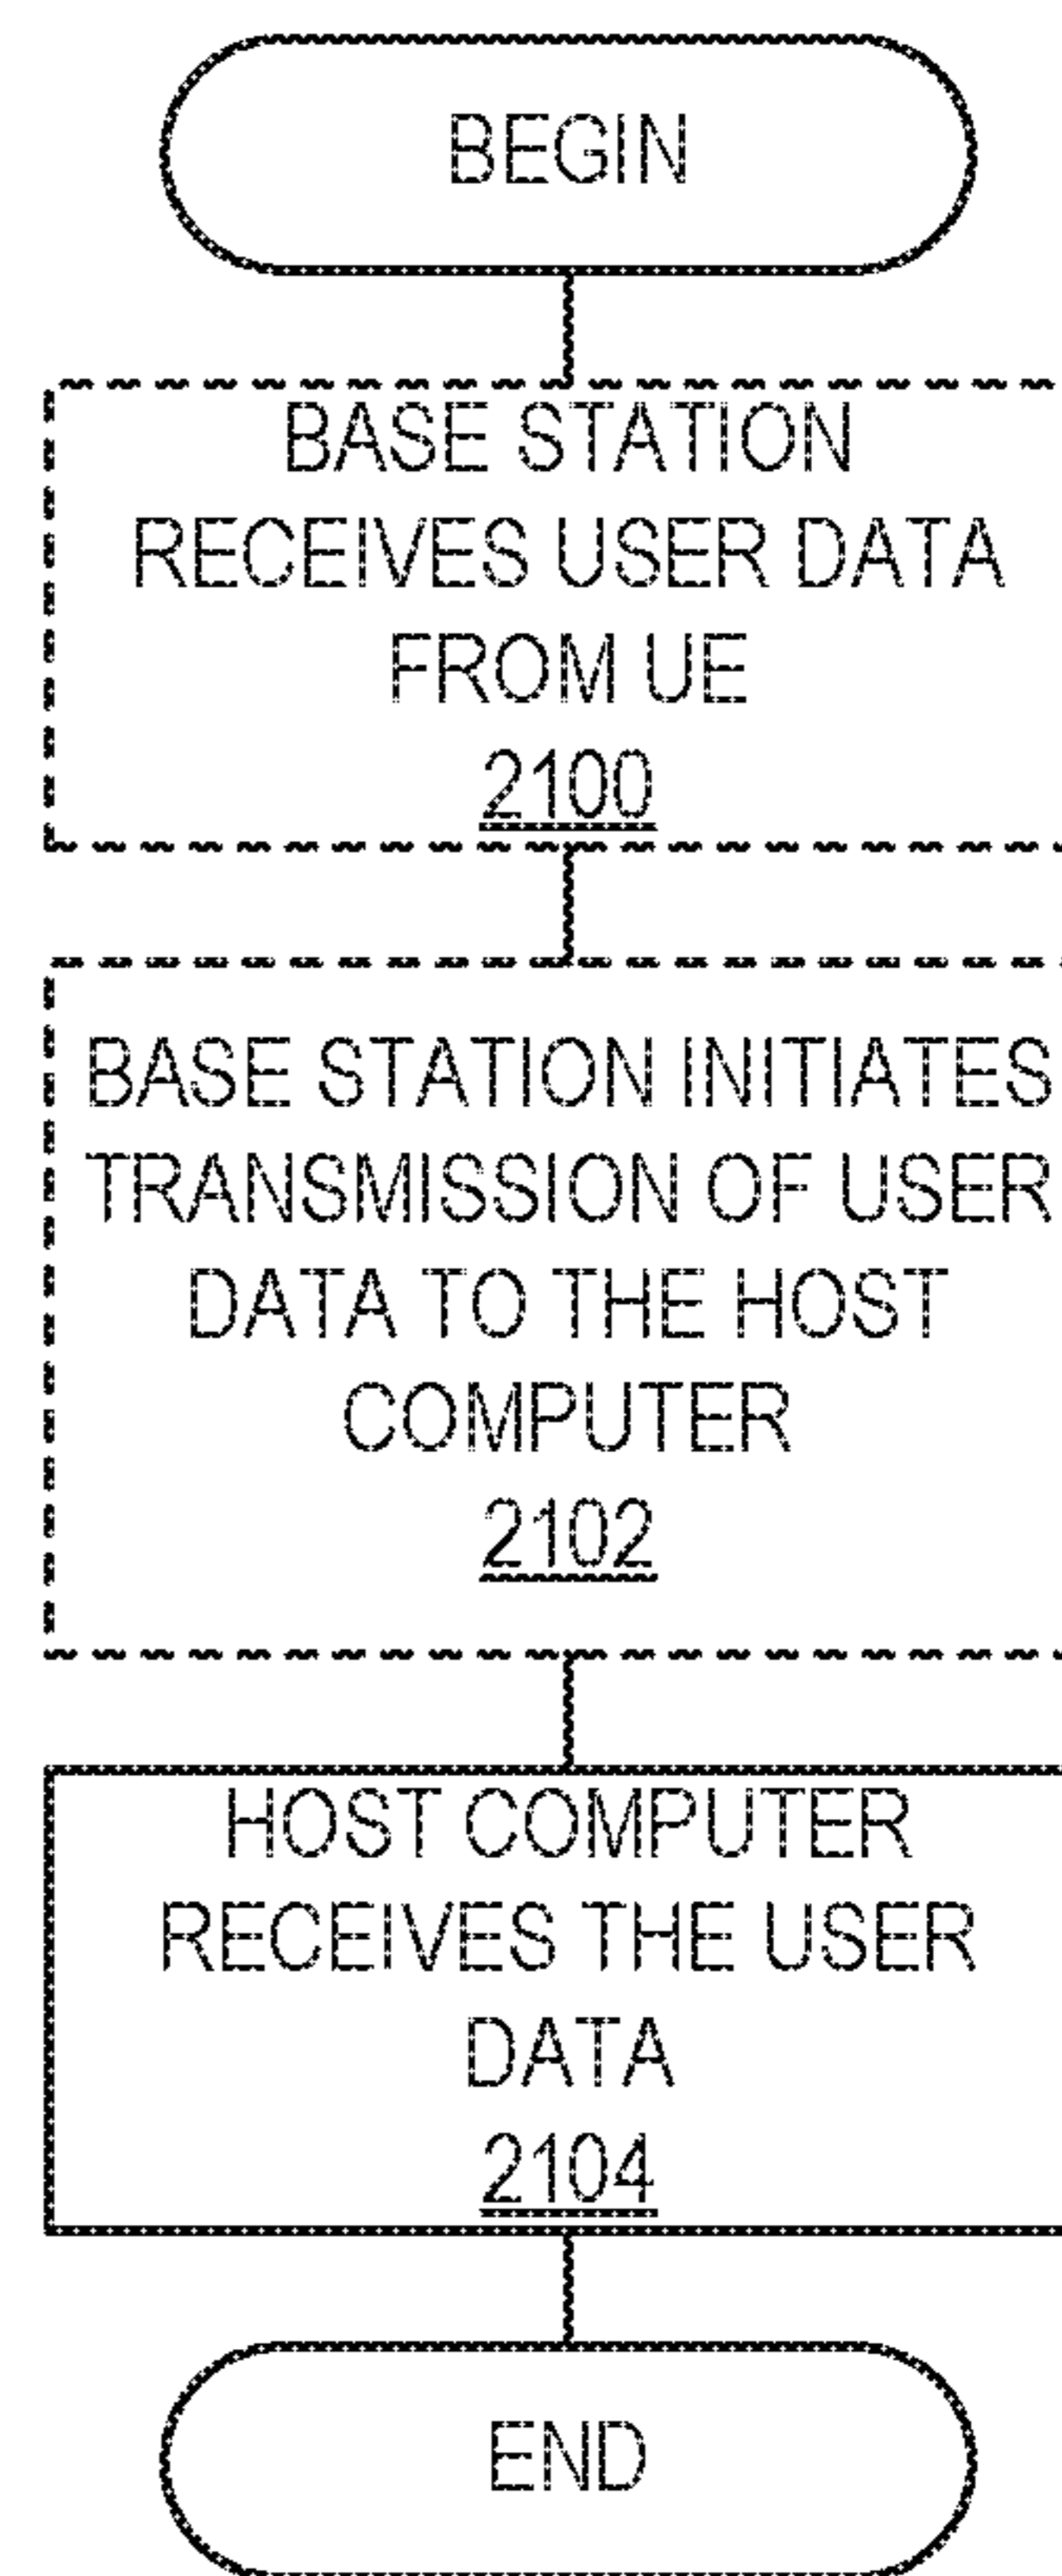 BEGIN
BASE STATION
RECEIVES USER DATA
FROM UE
2100
BASE STATION INITIATES
TRANSMISSION OF USER
DATA TO THE HOST
COMPUTER
2102
HOST COMPUTER
RECEIVES THE USER
DATA
2104
END